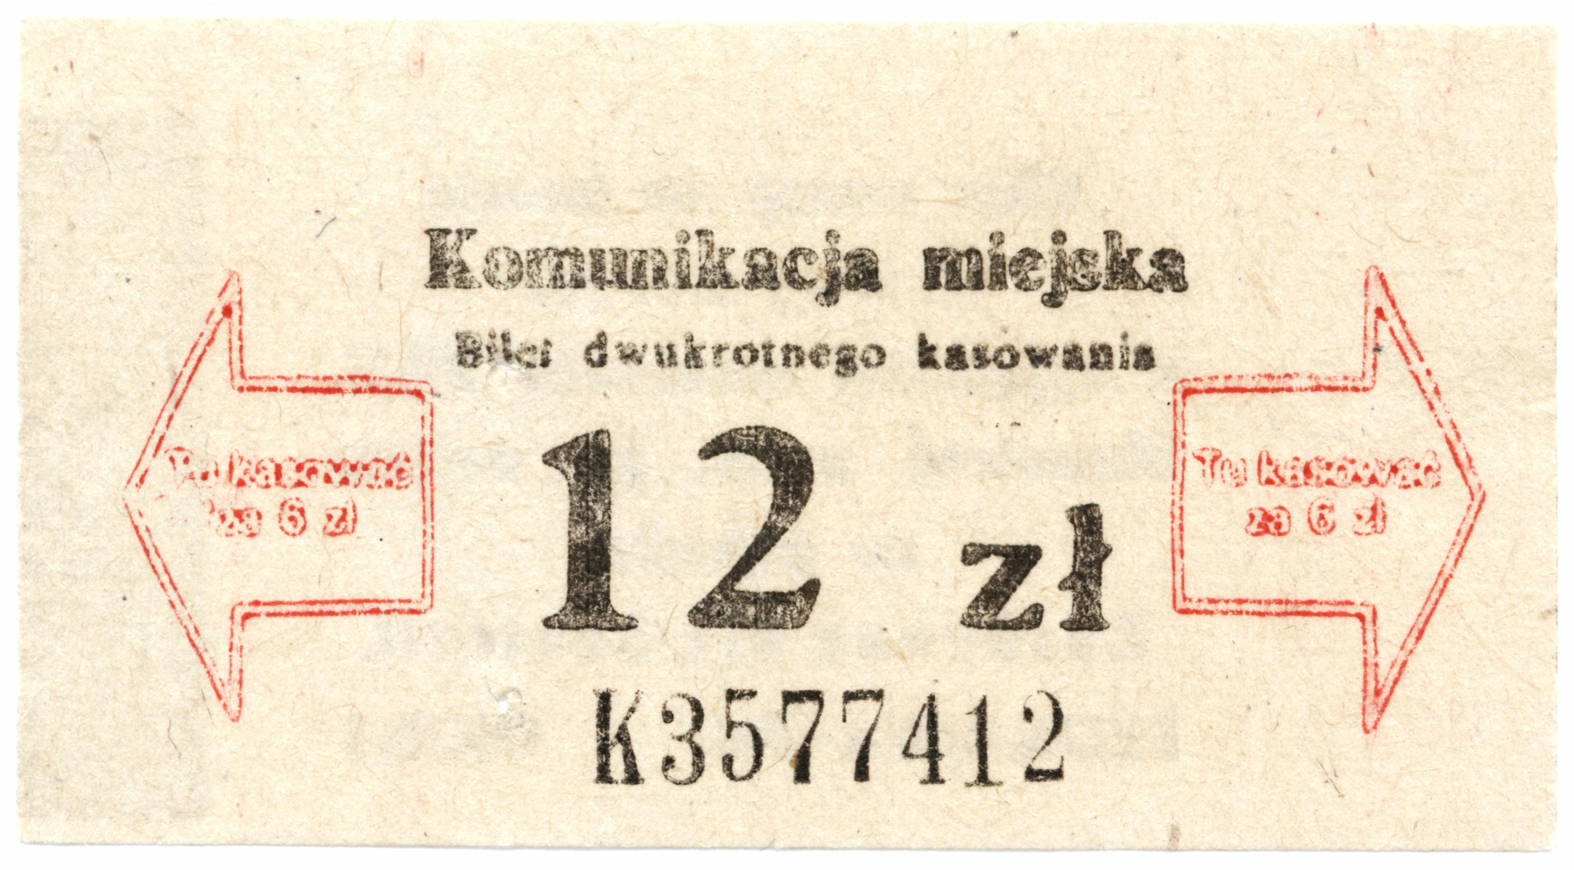 Komunikacja miejska
Bilet dwukrotnego kasowania
Tu kasować
za 6 zł
12 zł
Tu kasować
za 6 zł
K3577412